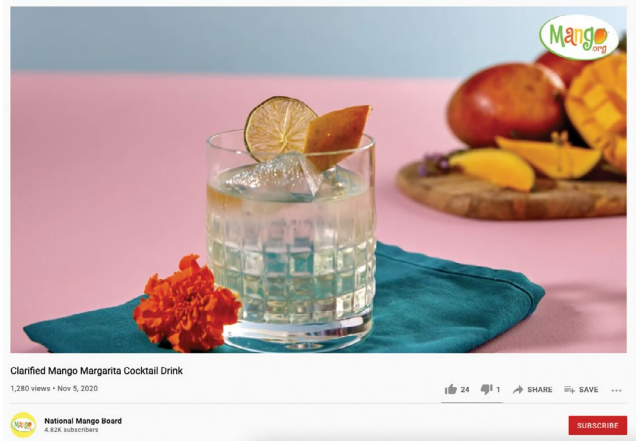 Mango
.org
Clarified Mango Margarita Cocktail Drink
1,280 views • Nov 5, 2020
24 1 SHARE SAVE
Mango
National Mango Board
4.82K subscribers
SUBSCRIBE